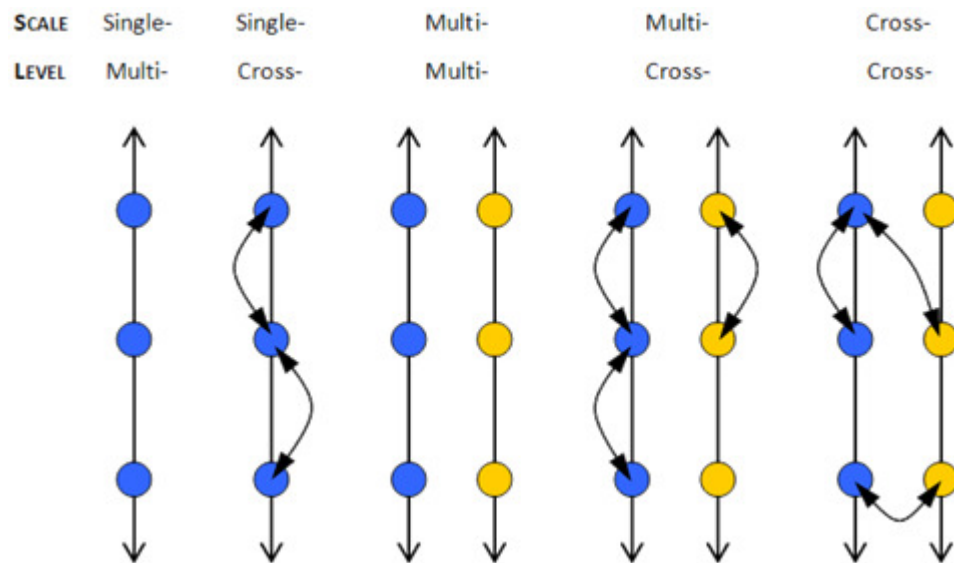 SCALE Single- Single- Multi- Multi- Cross-
LEVEL Multi- Cross- Multi- Cross- Cross-